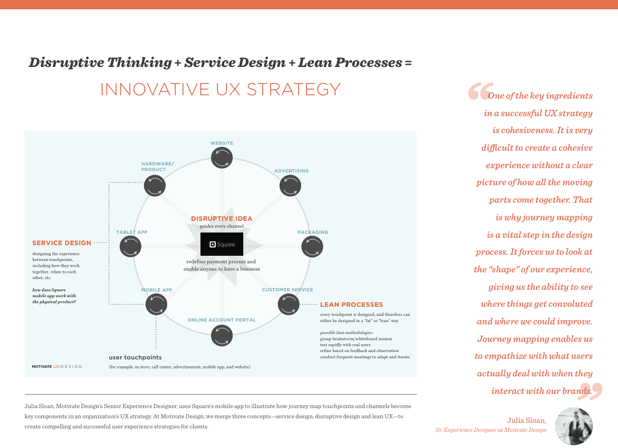 Disruptive Thinking + Service Design + Lean Processes =
INNOVATIVE UX STRATEGY
WEBSITE
HARDWARE/
PRODUCT
ADVERTISING
DISRUPTIVE IDEA
guides every channel
TABLET APP
PACKAGING
Square
SERVICE DESIGN
designing the experience
between touchpoints,
including how they work
together, relate to each
other, etc
how does Square
mobile app work with
the physical product?
redefine payment process and
enable anyone to have a business
MOBILE APP
CUSTOMER SERVICE
LEAN PROCESSES
every touchpoint is designed, and therefore can
either be designed in a "fat" or "lean" way
possible lean methodologies:
group brainstorm/whiteboard session
test rapidly with real users
refine based on feedback and observation
conduct frequent meetings to adapt and iterate
ONLINE ACCOUNT PORTAL
user touchpoints
(for example, in store, call center, advertisement, mobile app, and website)
MOTIVATE DESIGN
Julia Sloan, Motivate Design's Senior Experience Designer, uses Square's mobile app to illustrate how journey map touchpoints and channels become
key components in an organization's UX strategy. At Motivate Design, we merge three concepts—service design, disruptive design and lean UX—to
create compelling and successful user experience strategies for clients.
“One of the key ingredients
in a successful UX strategy
is cohesiveness. It is very
difficult to create a cohesive
experience without a clear
picture of how all the moving
parts come together. That
is why journey mapping
is a vital step in the design
process. It forces us to look at
the “shape” of our experience,
giving us the ability to see
where things get convoluted
and where we could improve.
Journey mapping enables us
to empathize with what users
actually deal with when they
interact with our brands.”
Julia Sloan,
Sr. Experience Designer at Motivate Design